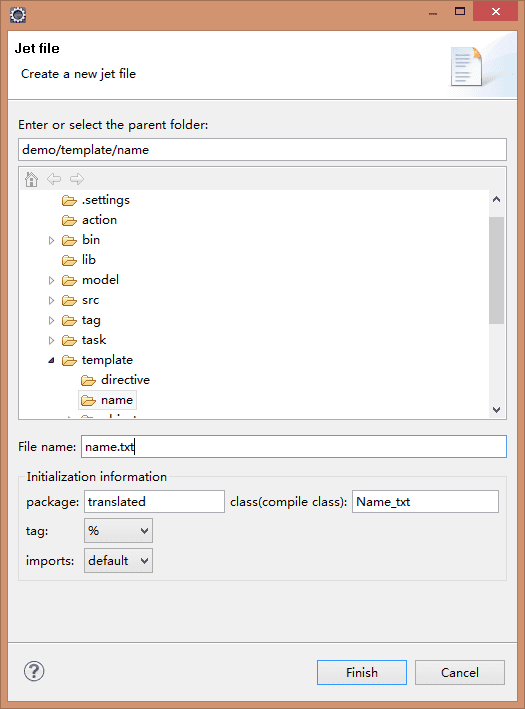 Jet file
Create a new jet file
Enter or select the parent folder:
demo/template/name
.settings
action
bin
lib
model
src
tag
task
template
directive
name
File name: name.txt
Initialization information
package: translated class(compile class): Name_txt
tag: %
imports: default
?
Finish Cancel